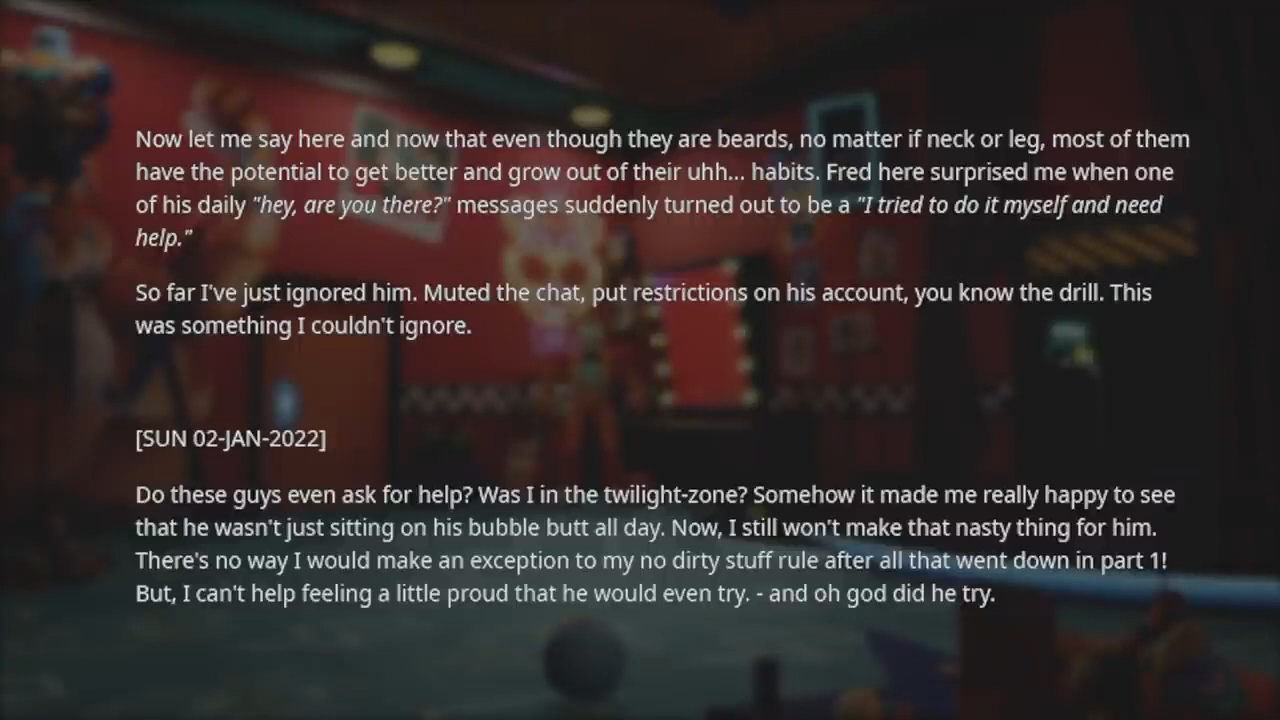 Now let me say here and now that even though they are beards, no matter if neck or leg, most of them
have the potential to get better and grow out of their uhh... habits. Fred here surprised me when one
of his daily "hey, are you there?" messages suddenly turned out to be a "I tried to do it myself and need
help."
So far I've just ignored him. Muted the chat, put restrictions on his account, you know the drill. This
was something I couldn't ignore.
[SUN 02-JAN-2022]
Do these guys even ask for help? Was I in the twilight-zone? Somehow it made me really happy to see
that he wasn't just sitting on his bubble butt all day. Now, I still won't make that nasty thing for him.
There's no way I would make an exception to my no dirty stuff rule after all that went down in part 1!
But, I can't help feeling a little proud that he would even try. - and oh god did he try.